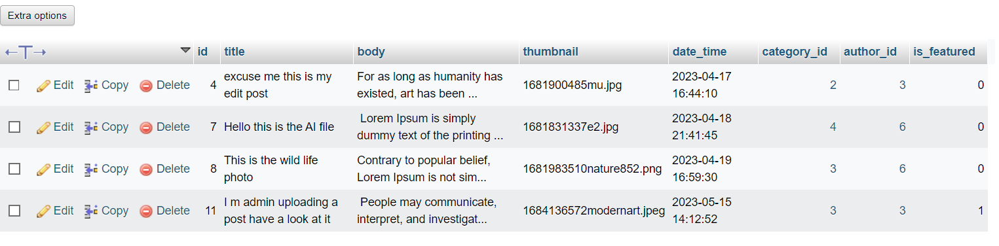 Extra options
id title body thumbnail date_time category_id author_id is_featured
Edit Copy Delete 4 excuse me this is my edit post For as long as humanity has existed, art has been ... 1681900485mu.jpg 2023-04-17 16:44:10 2 3 0
Edit Copy Delete 7 Hello this is the AI file Lorem Ipsum is simply dummy text of the printing ... 1681831337e2.jpg 2023-04-18 21:41:45 4 6 0
Edit Copy Delete 8 This is the wild life photo Contrary to popular belief, Lorem Ipsum is not sim... 1681983510nature852.png 2023-04-19 16:59:30 3 6 0
Edit Copy Delete 11 I m admin uploading a post have a look at it People may communicate, interpret, and investigat... 1684136572modernart.jpeg 2023-05-15 14:12:52 3 3 1